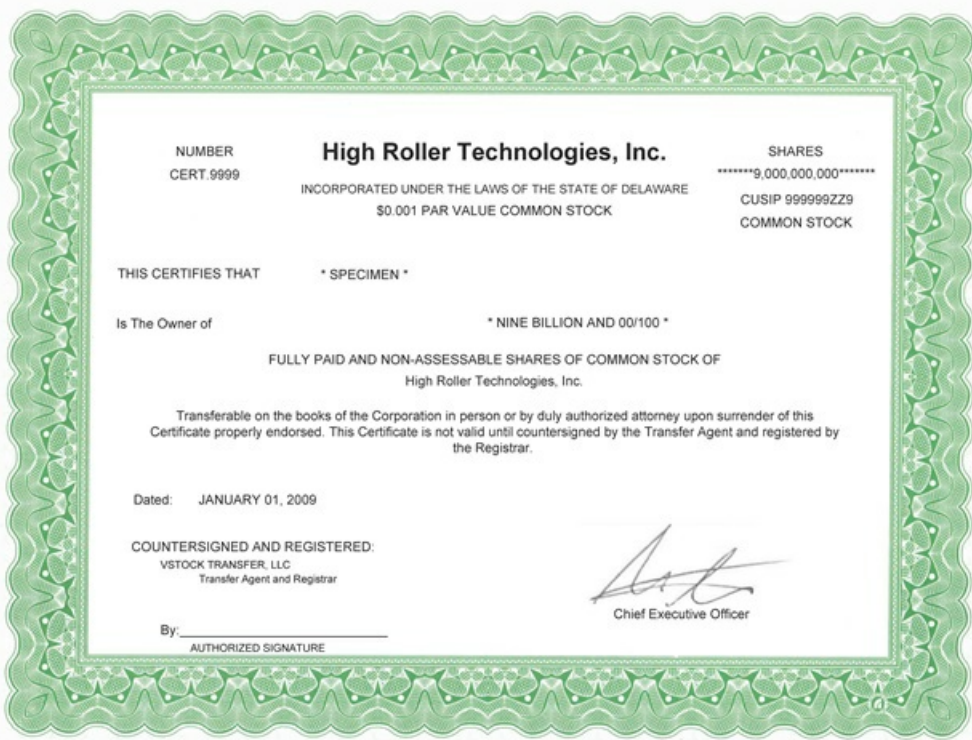 NUMBER
CERT.9999
High Roller Technologies, Inc.
INCORPORATED UNDER THE LAWS OF THE STATE OF DELAWARE
$0.001 PAR VALUE COMMON STOCK
SHARES
*******9,000,000,000*******
CUSIP 999999ZZ9
COMMON STOCK
THIS CERTIFIES THAT * SPECIMEN *
Is The Owner of * NINE BILLION AND 00/100 *
FULLY PAID AND NON-ASSESSABLE SHARES OF COMMON STOCK OF
High Roller Technologies, Inc.
Transferable on the books of the Corporation in person or by duly authorized attorney upon surrender of this
Certificate properly endorsed. This Certificate is not valid until countersigned by the Transfer Agent and registered by
the Registrar.
Dated: JANUARY 01, 2009
COUNTERSIGNED AND REGISTERED:
VSTOCK TRANSFER, LLC
Transfer Agent and Registrar
Chief Executive Officer
By:
AUTHORIZED SIGNATURE